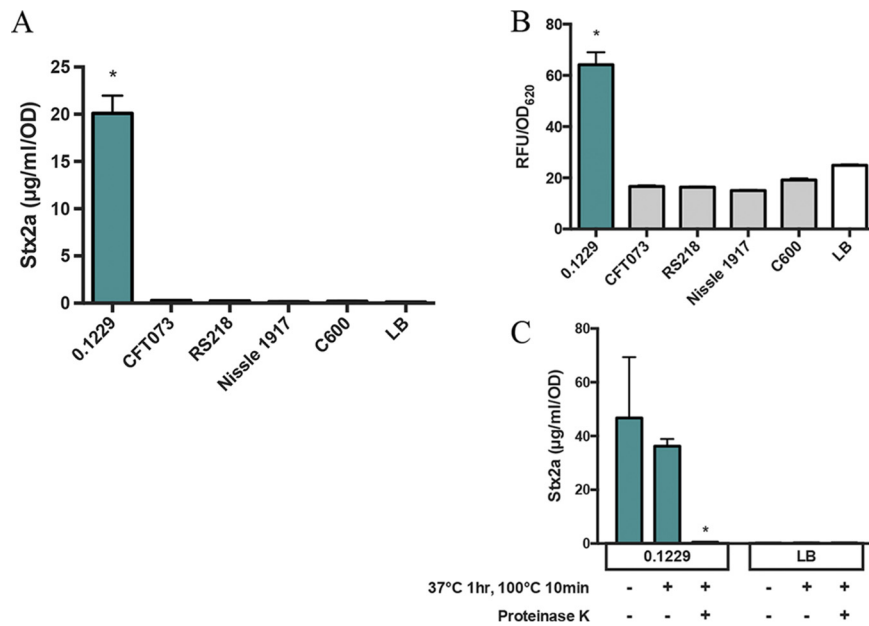 A
Stx2a (µg/ml/OD)
25
20
15
10
5
0
*
0.1229
CFT073
RS218
Nissle 1917
C600
LB
B
RFU/OD620
80
60
40
20
0
*
0.1229
CFT073
RS218
Nissle 1917
C600
LB
C
Stx2a (µg/ml/OD)
80
60
40
20
0
*
0.1229 LB
37°C 1hr, 100°C 10min - + + - + +
Proteinase K - - + - - +